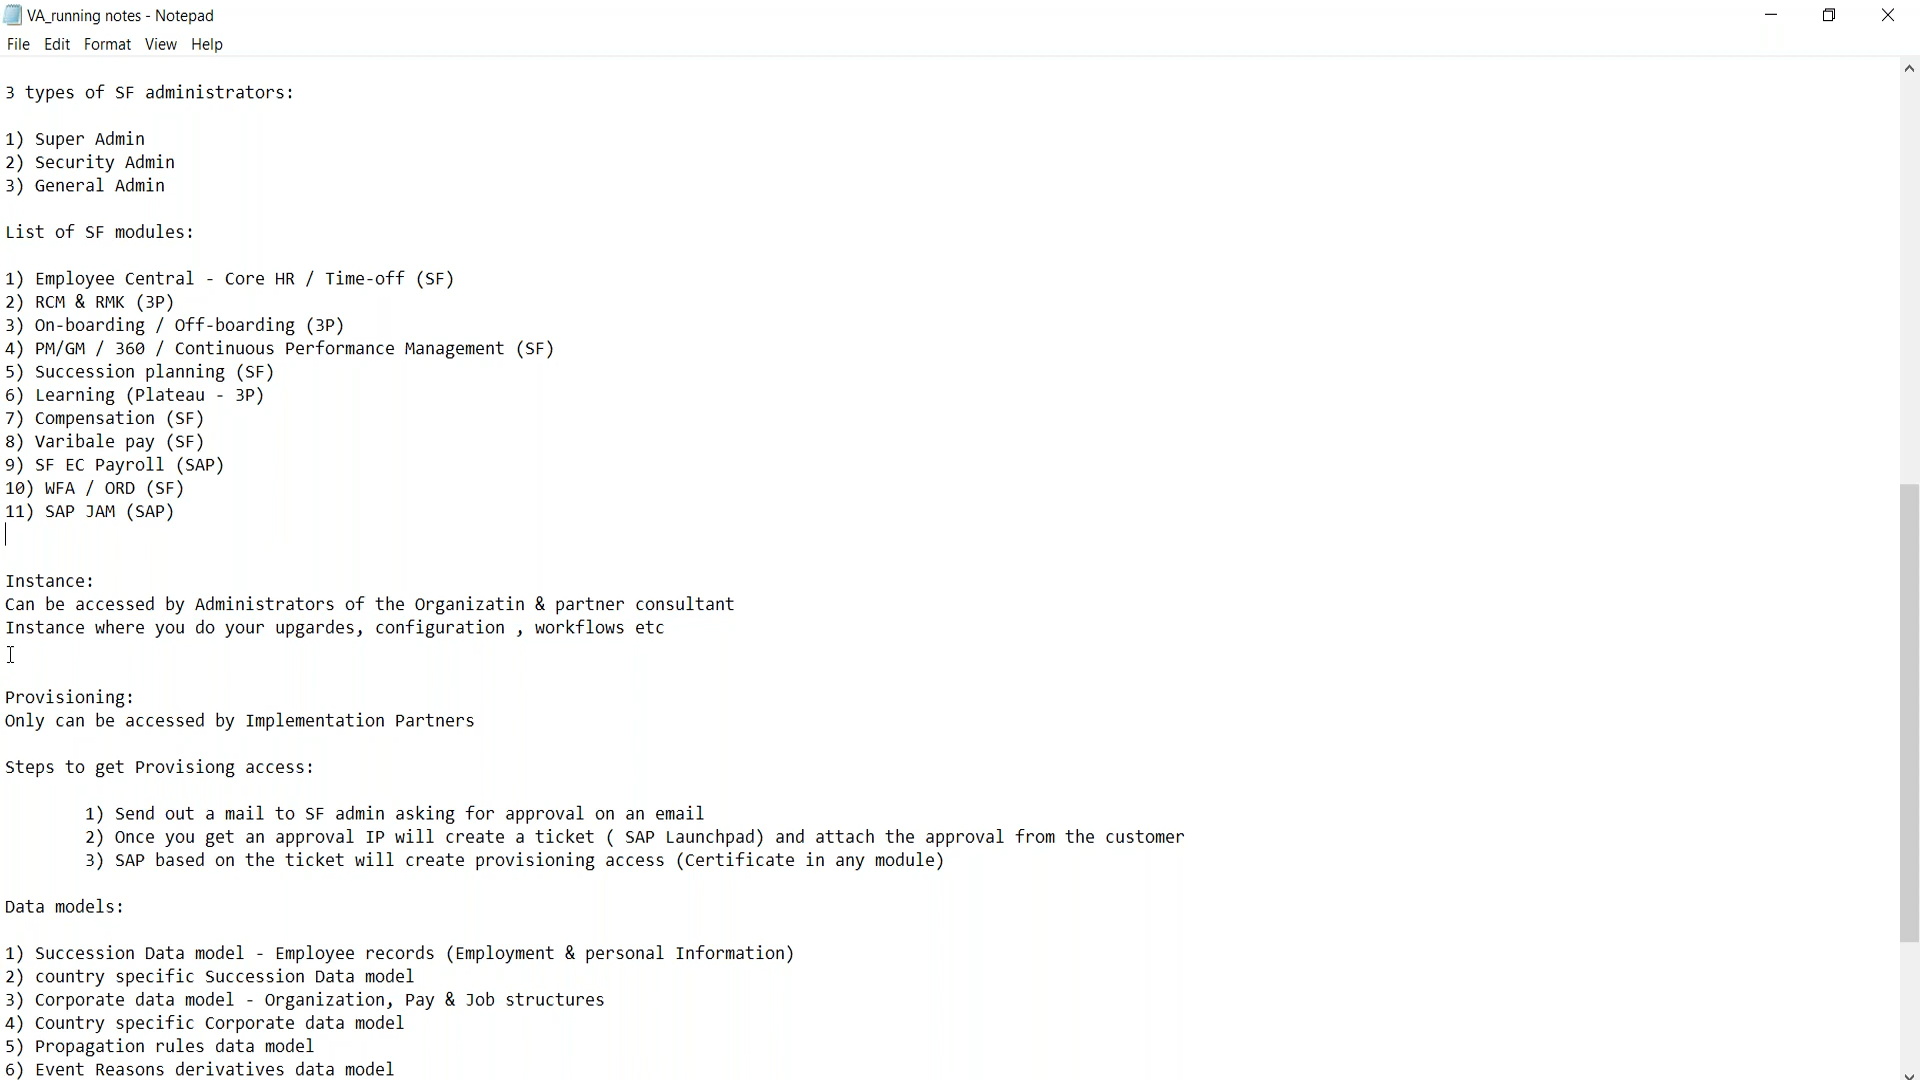 VA_running notes - Notepad
File Edit Format View Help
3 types of SF administrators:
1) Super Admin
2) Security Admin
3) General Admin
List of SF modules:
1) Employee Central - Core HR / Time-off (SF)
2) RCM & RMK (3P)
3) On-boarding / Off-boarding (3P)
4) PM/GM / 360 / Continuous Performance Management (SF)
5) Succession planning (SF)
6) Learning (Plateau - 3P)
7) Compensation (SF)
8) Varibale pay (SF)
9) SF EC Payroll (SAP)
10) WFA / ORD (SF)
11) SAP JAM (SAP)
Instance:
Can be accessed by Administrators of the Organizatin & partner consultant
Instance where you do your upgardes, configuration , workflows etc
Provisioning:
Only can be accessed by Implementation Partners
Steps to get Provisiong access:
1) Send out a mail to SF admin asking for approval on an email
2) Once you get an approval IP will create a ticket ( SAP Launchpad) and attach the approval from the customer
3) SAP based on the ticket will create provisioning access (Certificate in any module)
Data models:
1) Succession Data model - Employee records (Employment & personal Information)
2) country specific Succession Data model
3) Corporate data model - Organization, Pay & Job structures
4) Country specific Corporate data model
5) Propagation rules data model
6) Event Reasons derivatives data model